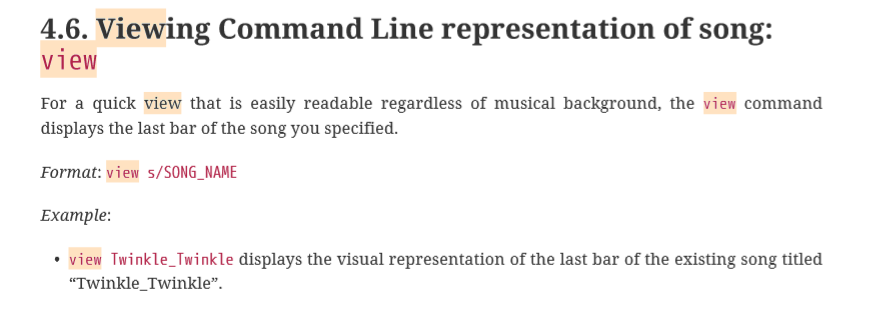 4.6. Viewing Command Line representation of song:
view
For a quick view that is easily readable regardless of musical background, the view command
displays the last bar of the song you specified.
Format: view s/SONG_NAME
Example:
• view Twinkle_Twinkle displays the visual representation of the last bar of the existing song titled
“Twinkle_Twinkle”.